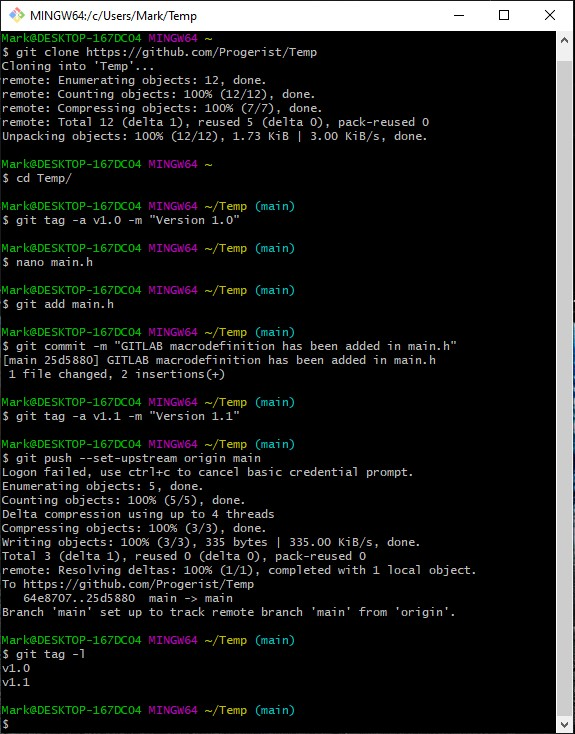 MINGW64:/c/Users/Mark/Temp
Mark@DESKTOP-167DCO4 MINGW64 ~
$ git clone https://github.com/Progerist/Temp
Cloning into 'Temp'...
remote: Enumerating objects: 12, done.
remote: Counting objects: 100% (12/12), done.
remote: Compressing objects: 100% (7/7), done.
remote: Total 12 (delta 1), reused 5 (delta 0), pack-reused 0
Unpacking objects: 100% (12/12), 1.73 KiB | 3.00 KiB/s, done.
Mark@DESKTOP-167DCO4 MINGW64 ~
$ cd Temp/
Mark@DESKTOP-167DCO4 MINGW64 ~/Temp (main)
$ git tag -a v1.0 -m "Version 1.0"
Mark@DESKTOP-167DCO4 MINGW64 ~/Temp (main)
$ nano main.h
Mark@DESKTOP-167DCO4 MINGW64 ~/Temp (main)
$ git add main.h
Mark@DESKTOP-167DCO4 MINGW64 ~/Temp (main)
$ git commit -m "GITLAB macrodefinition has been added in main.h"
[main 25d5880] GITLAB macrodefinition has been added in main.h
1 file changed, 2 insertions(+)
Mark@DESKTOP-167DCO4 MINGW64 ~/Temp (main)
$ git tag -a v1.1 -m "Version 1.1"
Mark@DESKTOP-167DCO4 MINGW64 ~/Temp (main)
$ git push --set-upstream origin main
Logon failed, use ctrl+c to cancel basic credential prompt.
Enumerating objects: 5, done.
Counting objects: 100% (5/5), done.
Delta compression using up to 4 threads
Compressing objects: 100% (3/3), done.
Writing objects: 100% (3/3), 335 bytes | 335.00 KiB/s, done.
Total 3 (delta 1), reused 0 (delta 0), pack-reused 0
remote: Resolving deltas: 100% (1/1), completed with 1 local object.
To https://github.com/Progerist/Temp
64e8707..25d5880  main -> main
Branch 'main' set up to track remote branch 'main' from 'origin'.
Mark@DESKTOP-167DCO4 MINGW64 ~/Temp (main)
$ git tag -l
v1.0
v1.1
Mark@DESKTOP-167DCO4 MINGW64 ~/Temp (main)
$